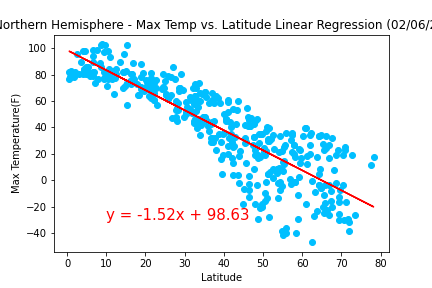 Northern Hemisphere - Max Temp vs. Latitude Linear Regression (02/06/2
Max Temperature(F)
100
80
60
40
20
0
−20
−40
y = -1.52x + 98.63
0 10 20 30 40 50 60 70 80
Latitude